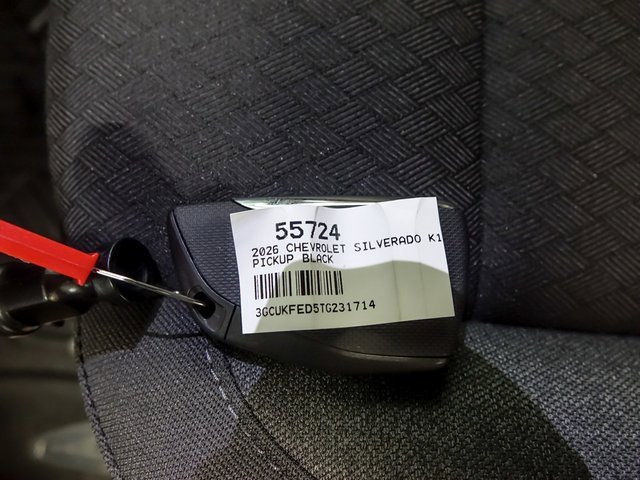 55724
2026 CHEVROLET SILVERADO K1
PICKUP BLACK
3GCUKFED5TG231714